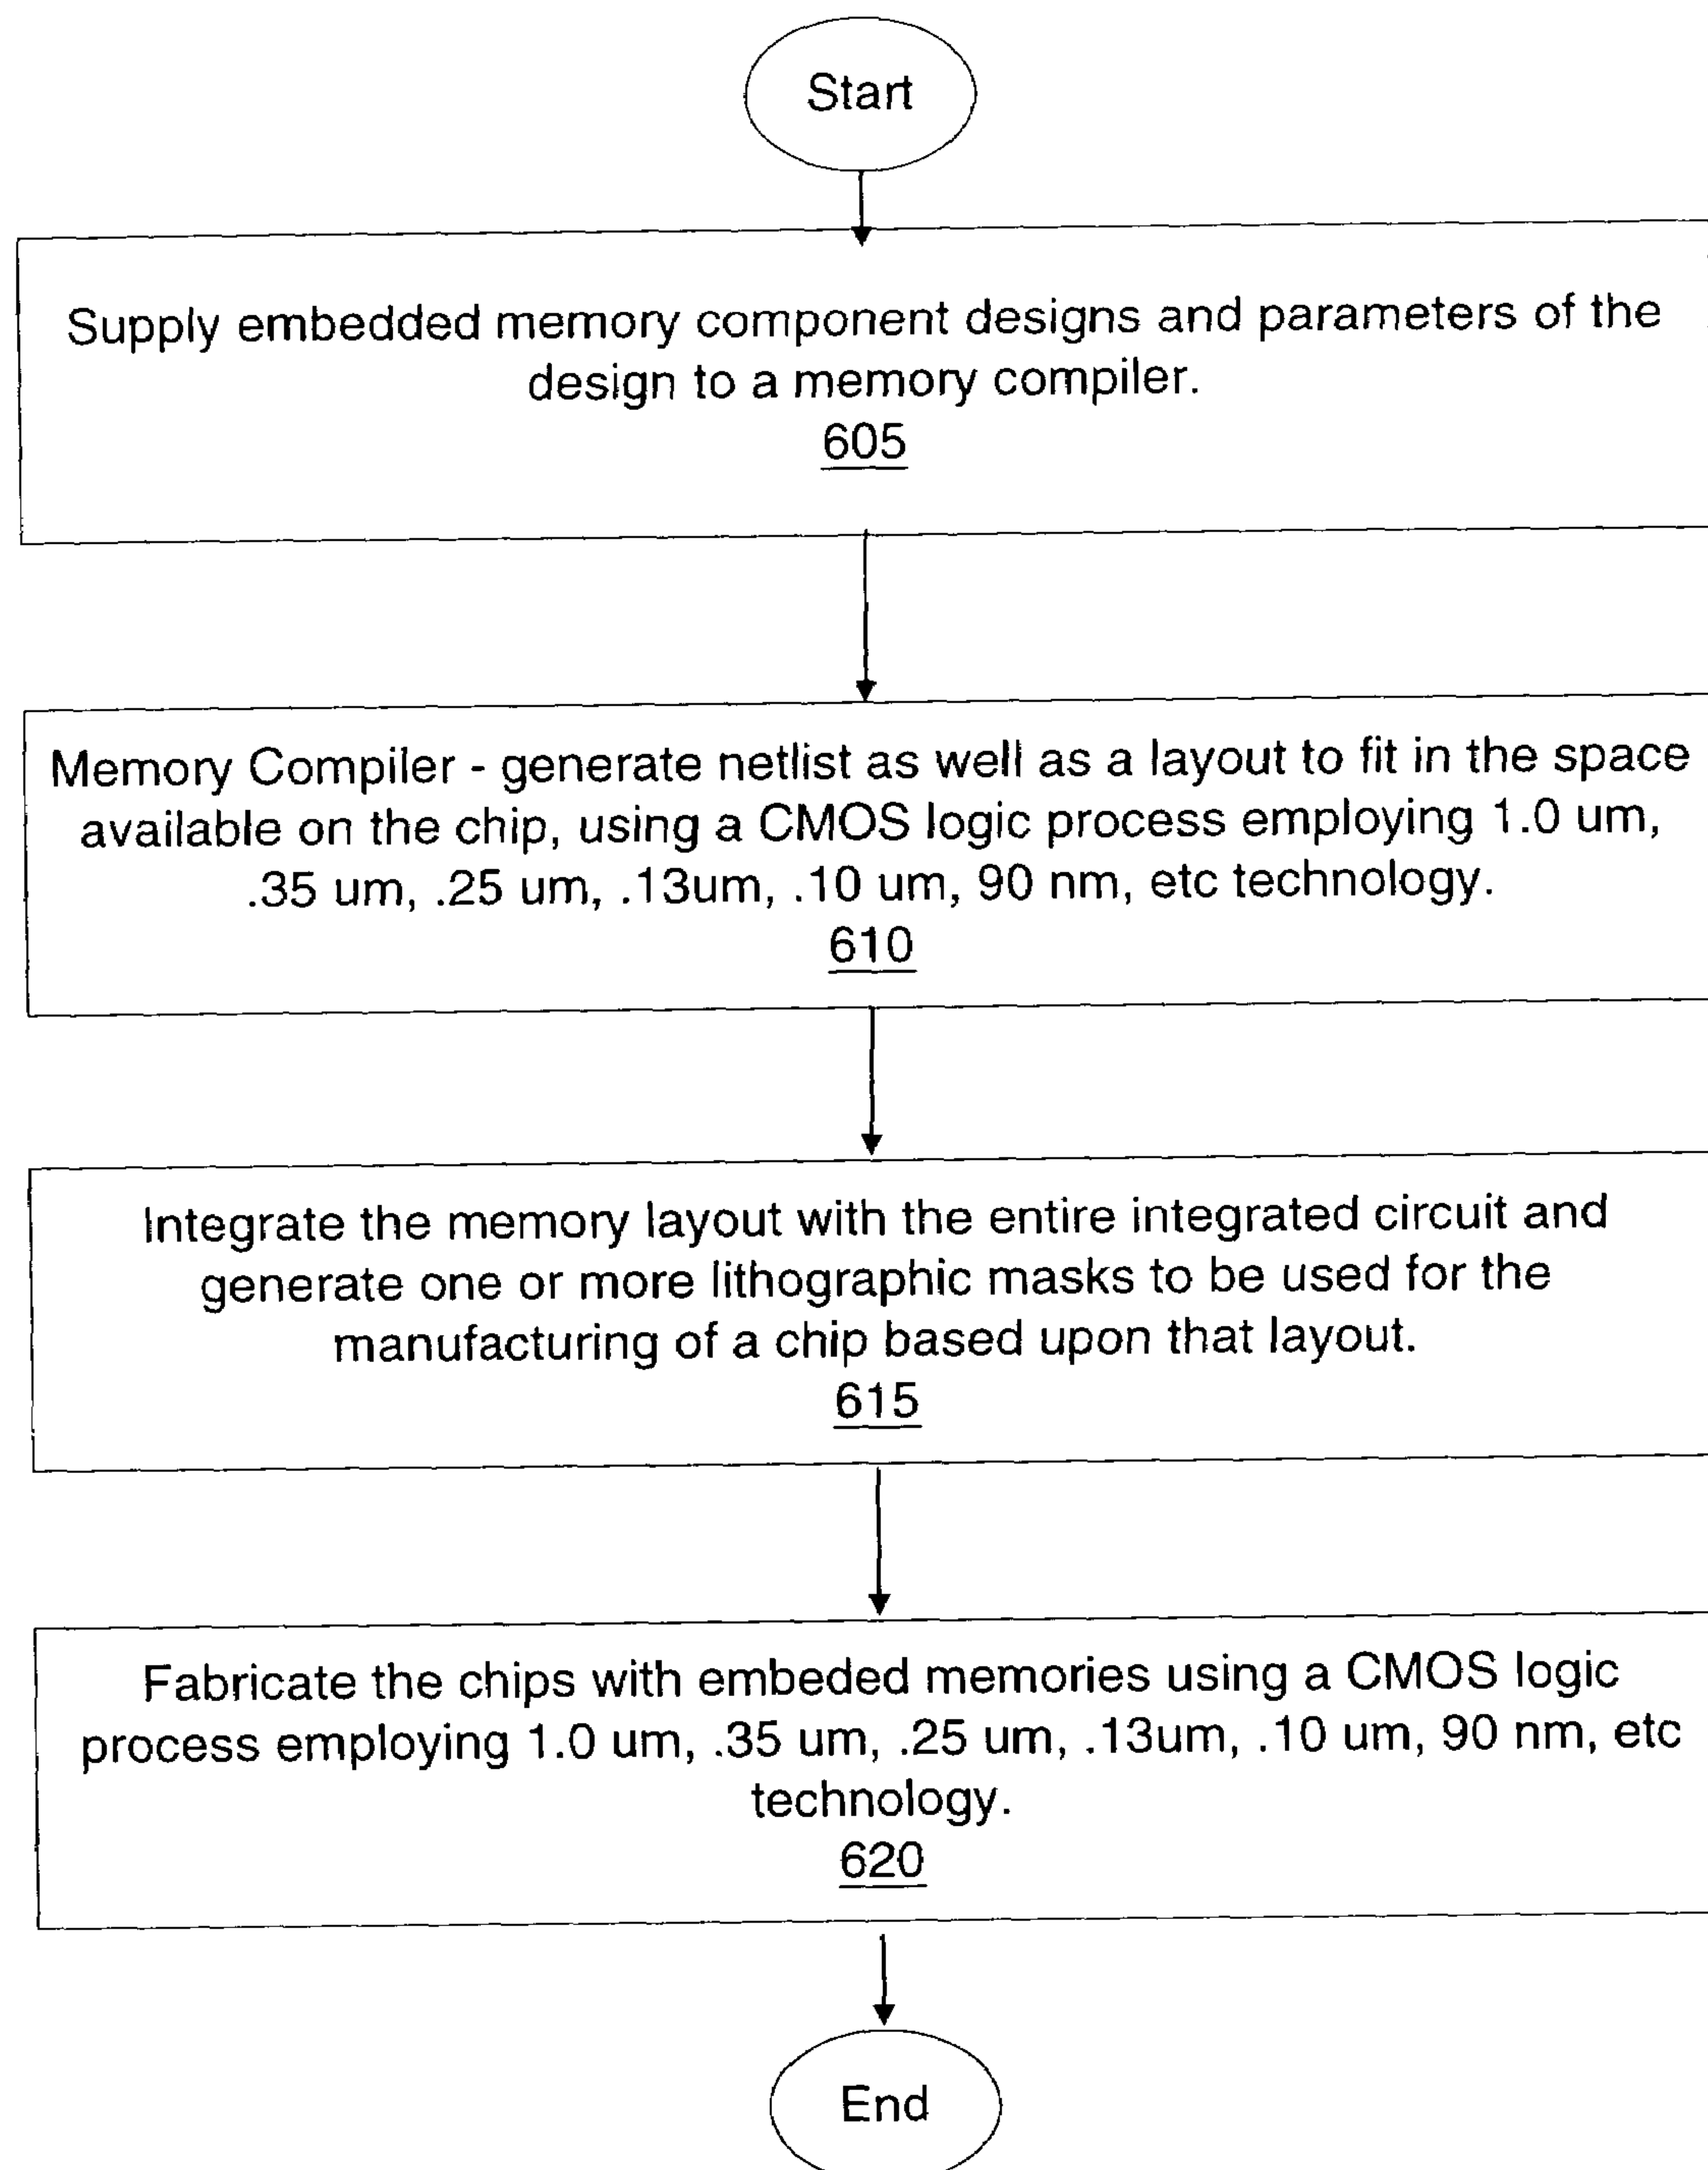 Start
Supply embedded memory component designs and parameters of the
design to a memory compiler.
605
Memory Compiler - generate netlist as well as a layout to fit in the space
available on the chip, using a CMOS logic process employing 1.0 um,
.35 um, .25 um, .13um, .10 um, 90 nm, etc technology.
610
Integrate the memory layout with the entire integrated circuit and
generate one or more lithographic masks to be used for the
manufacturing of a chip based upon that layout.
615
Fabricate the chips with embeded memories using a CMOS logic
process employing 1.0 um, .35 um, .25 um, .13um, .10 um, 90 nm, etc
technology.
620
End